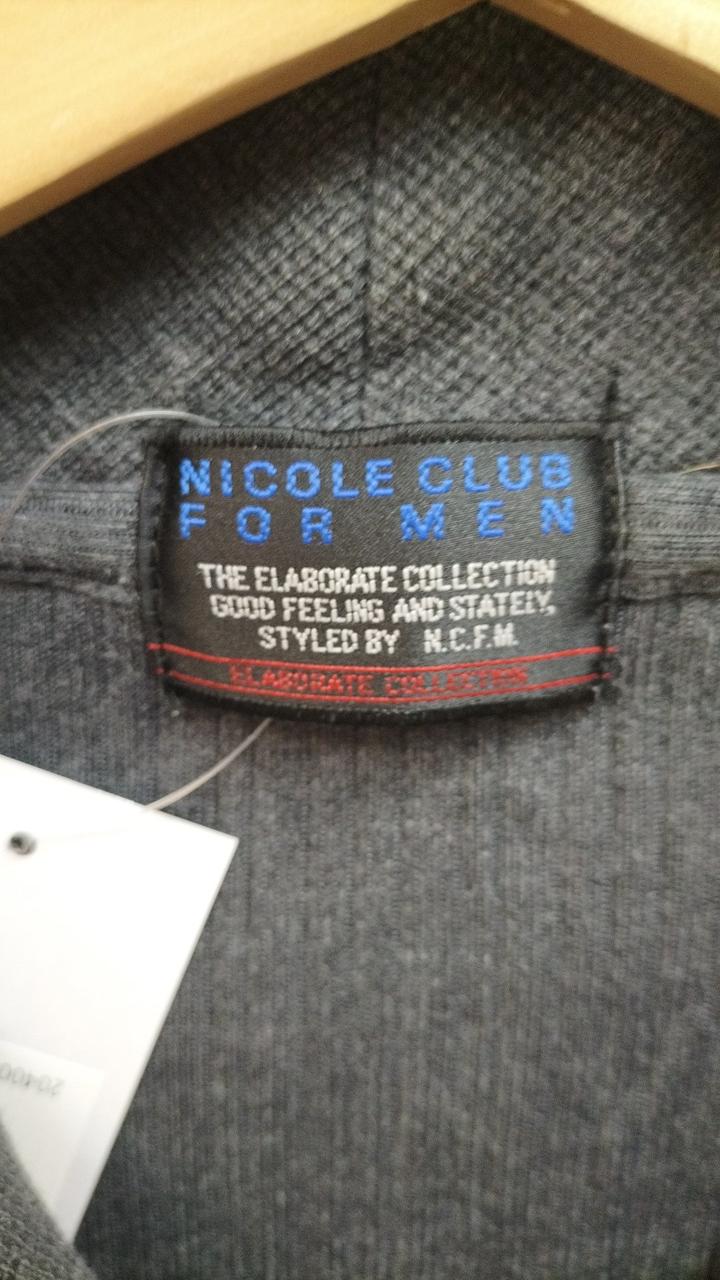 NICOLE CLUB
FOR MEN
THE ELABORATE COLLECTION
GOOD FEELING AND STATELY,
STYLED BY N.C.F.M.
ELABORATE COLLECTION